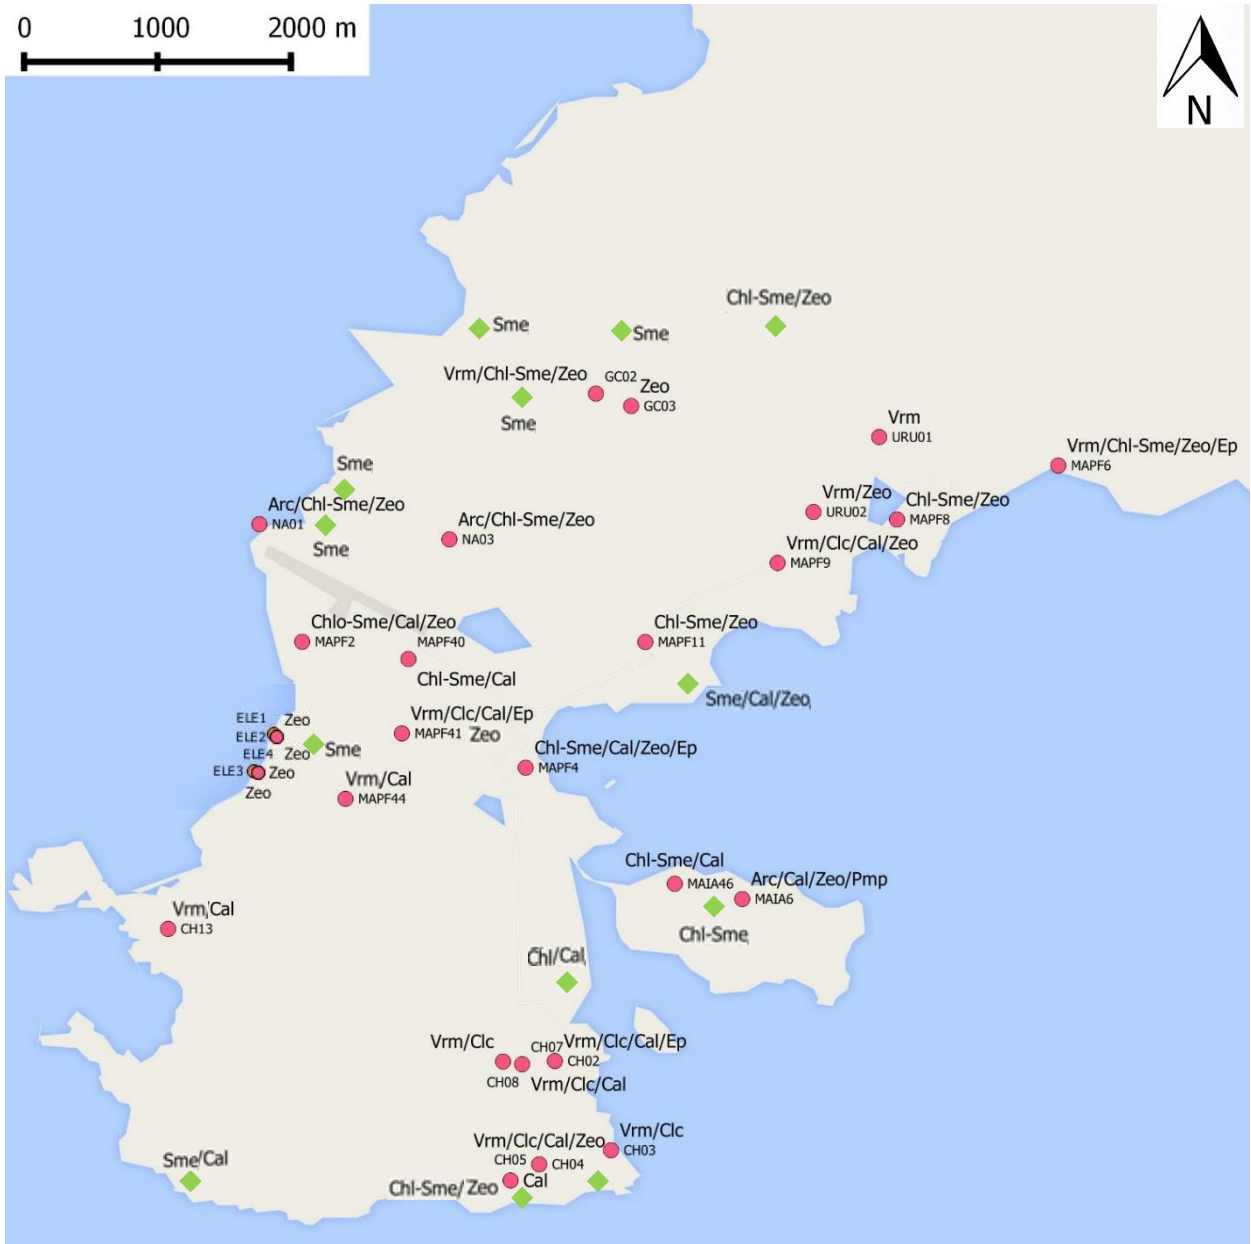 0 1000 2000 m
N
Chl-Sme/Zeo
Sme
Sme
Vrm/Chl-Sme/Zeo
GC02
Zeo
GC03
Sme
Vrm
URU01
Vrm/Chl-Sme/Zeo/Ep
MAPF6
Sme
Arc/Chl-Sme/Zeo
NA01
Sme
Arc/Chl-Sme/Zeo
NA03
Vrm/Zeo
URU02
Chl-Sme/Zeo
MAPF8
Vrm/Clc/Cal/Zeo
MAPF9
Chlo-Sme/Cal/Zeo
MAPF2
MAPF40
Chl-Sme/Cal
Chl-Sme/Zeo
MAPF11
Sme/Cal/Zeo
ELE1
Zeo
ELE2
ELE4
Zeo
Sme
ELE3
Zeo
Zeo
Vrm/Clc/Cal/Ep
MAPF41
Zeo
Chl-Sme/Cal/Zeo/Ep
MAPF4
Vrm/Cal
MAPF44
Chl-Sme/Cal
MAIA46
Arc/Cal/Zeo/Pmp
MAIA6
Chl-Sme
Vrm/Cal
CH13
Chl/Cal
Vrm/Clc
CH08
CH07
Vrm/Clc/Cal/Ep
CH02
Vrm/Clc/Cal
Vrm/Clc
CH03
Vrm/Clc/Cal/Zeo
CH05
CH04
Cal
Sme/Cal
Chl-Sme/Zeo